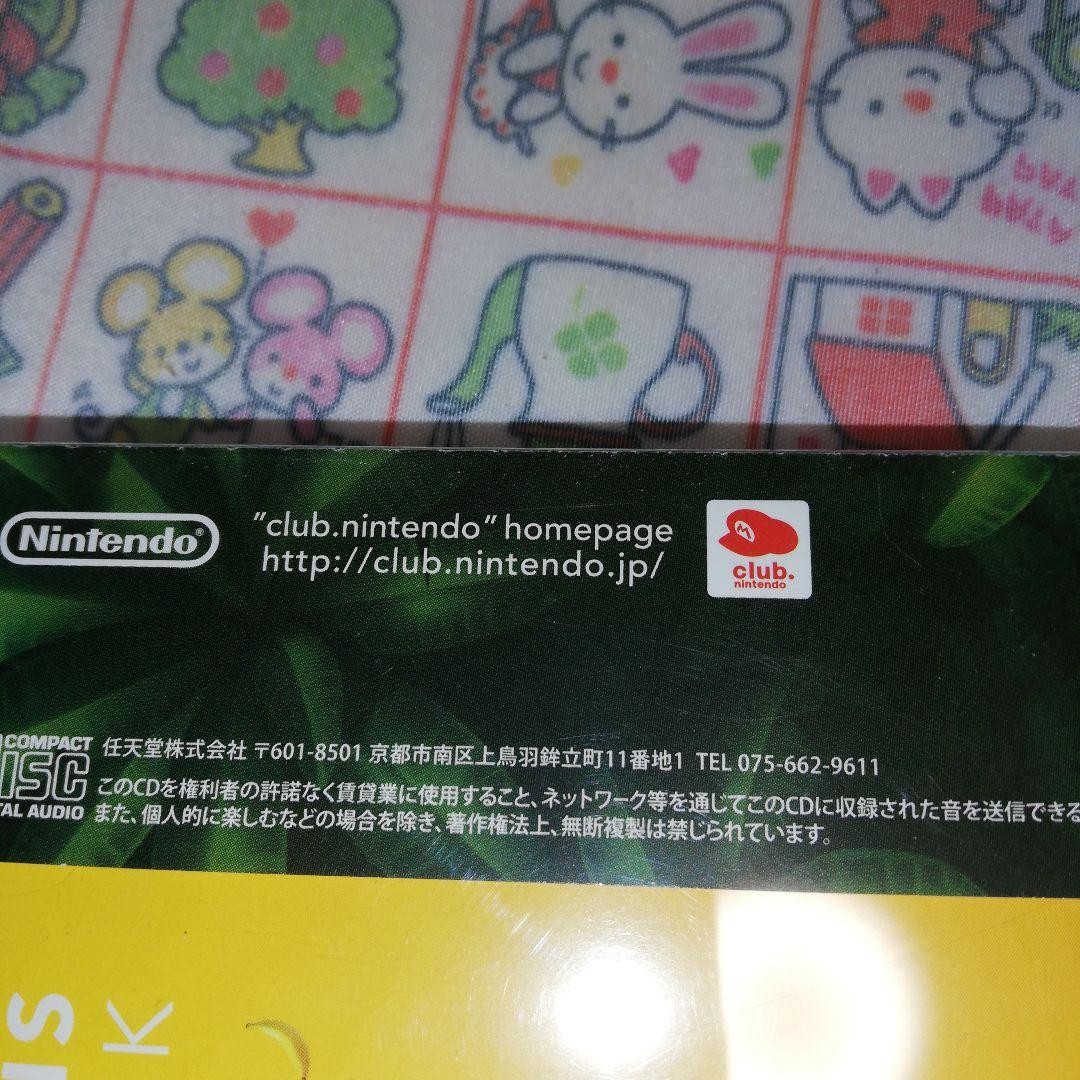 Nintendo®
"club.nintendo" homepage
http://club.nintendo.jp/
M
club.
nintendo
COMPACT
DISC
TAL AUDIO
任天堂株式会社 〒601-8501 京都市南区上鳥羽鉾立町11番地1 TEL 075-662-9611
このCDを権利者の許諾なく賃貸業に使用すること、ネットワーク等を通じてこのCDに収録された音を送信できる
また、個人的に楽しむなどの場合を除き、著作権法上、無断複製は禁じられています。
K